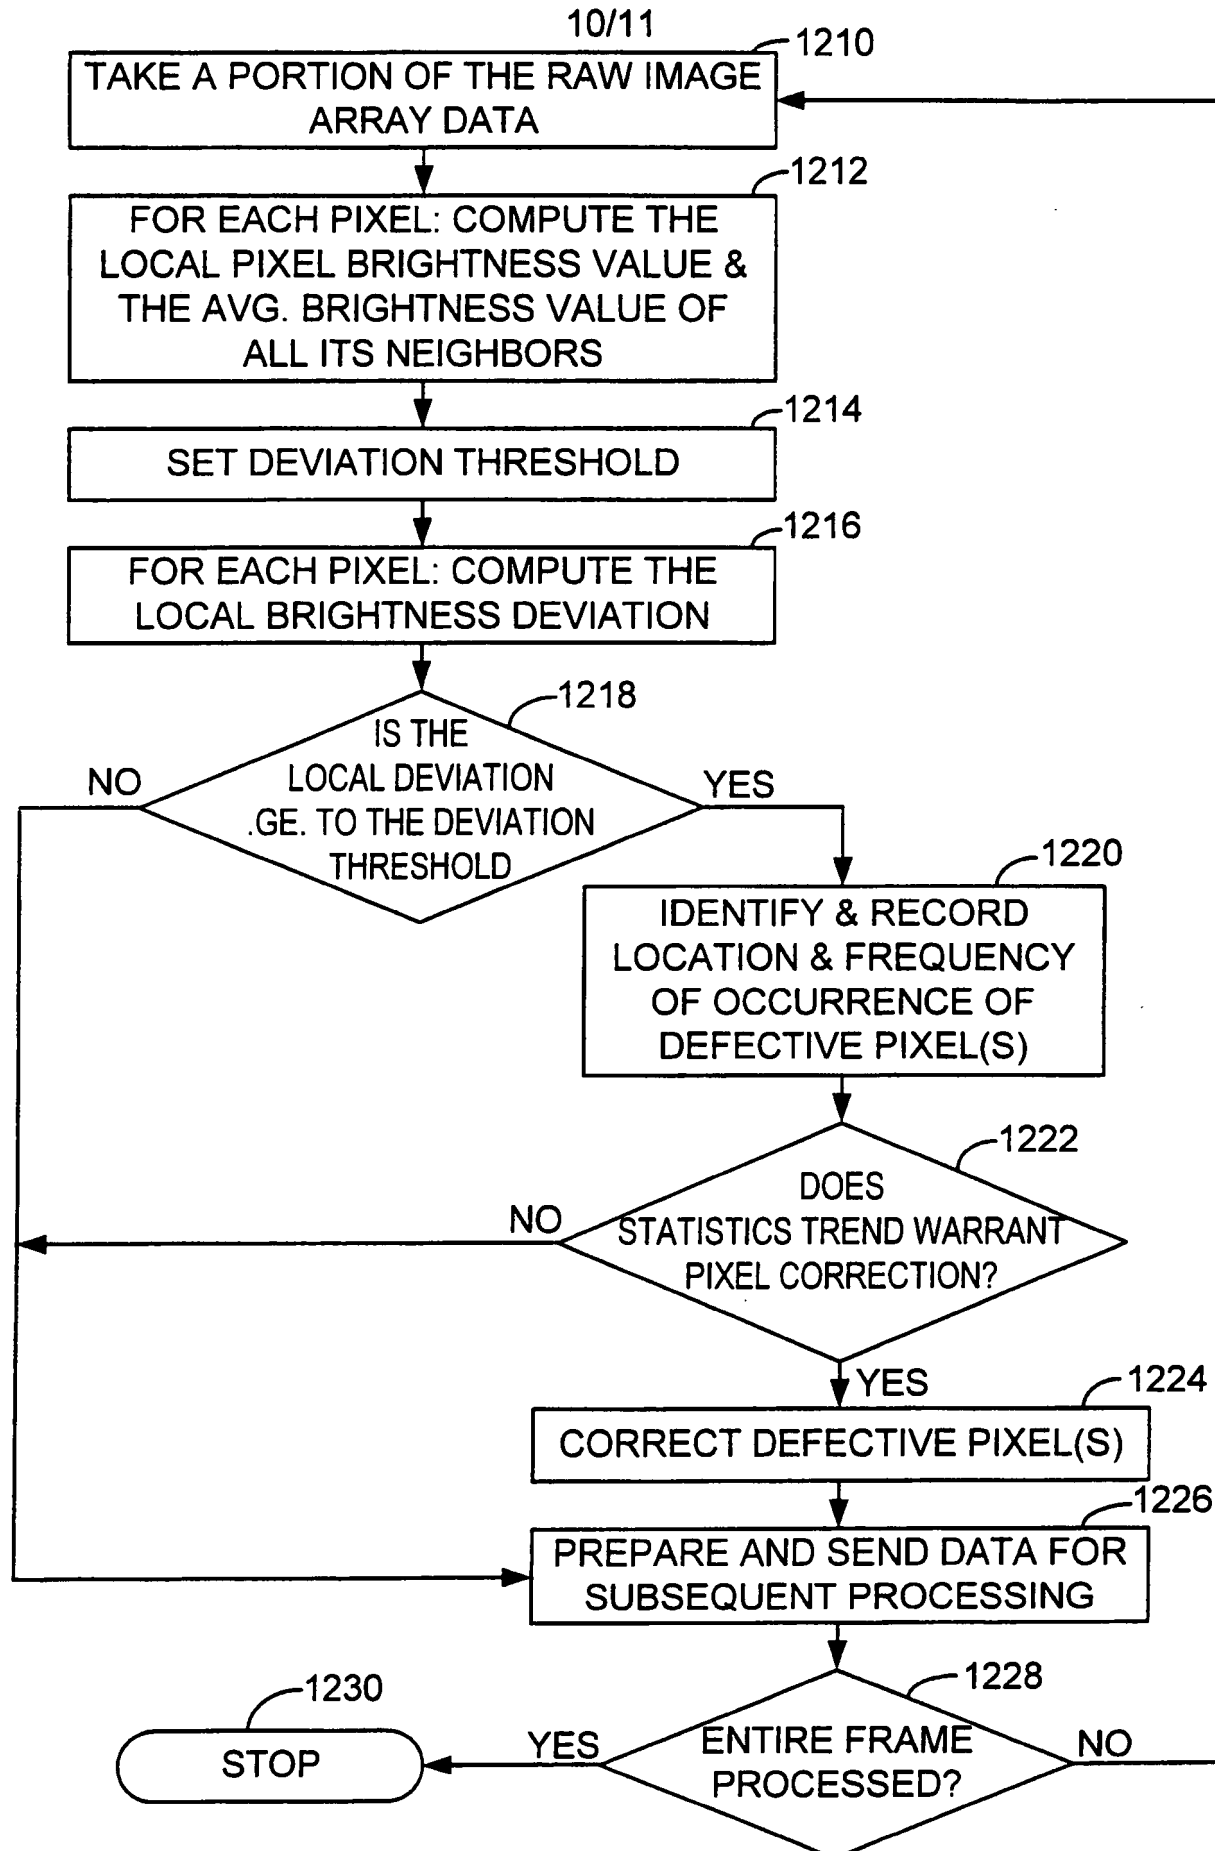 10/11
1210
TAKE A PORTION OF THE RAW IMAGE
ARRAY DATA
1212
FOR EACH PIXEL: COMPUTE THE
LOCAL PIXEL BRIGHTNESS VALUE &
THE AVG. BRIGHTNESS VALUE OF
ALL ITS NEIGHBORS
1214
SET DEVIATION THRESHOLD
1216
FOR EACH PIXEL: COMPUTE THE
LOCAL BRIGHTNESS DEVIATION
1218
IS THE
LOCAL DEVIATION
.GE. TO THE DEVIATION
THRESHOLD
NO
YES
1220
IDENTIFY & RECORD
LOCATION & FREQUENCY
OF OCCURRENCE OF
DEFECTIVE PIXEL(S)
1222
DOES
STATISTICS TREND WARRANT
PIXEL CORRECTION?
NO
YES
1224
CORRECT DEFECTIVE PIXEL(S)
1226
PREPARE AND SEND DATA FOR
SUBSEQUENT PROCESSING
1228
ENTIRE FRAME
PROCESSED?
YES
NO
1230
STOP